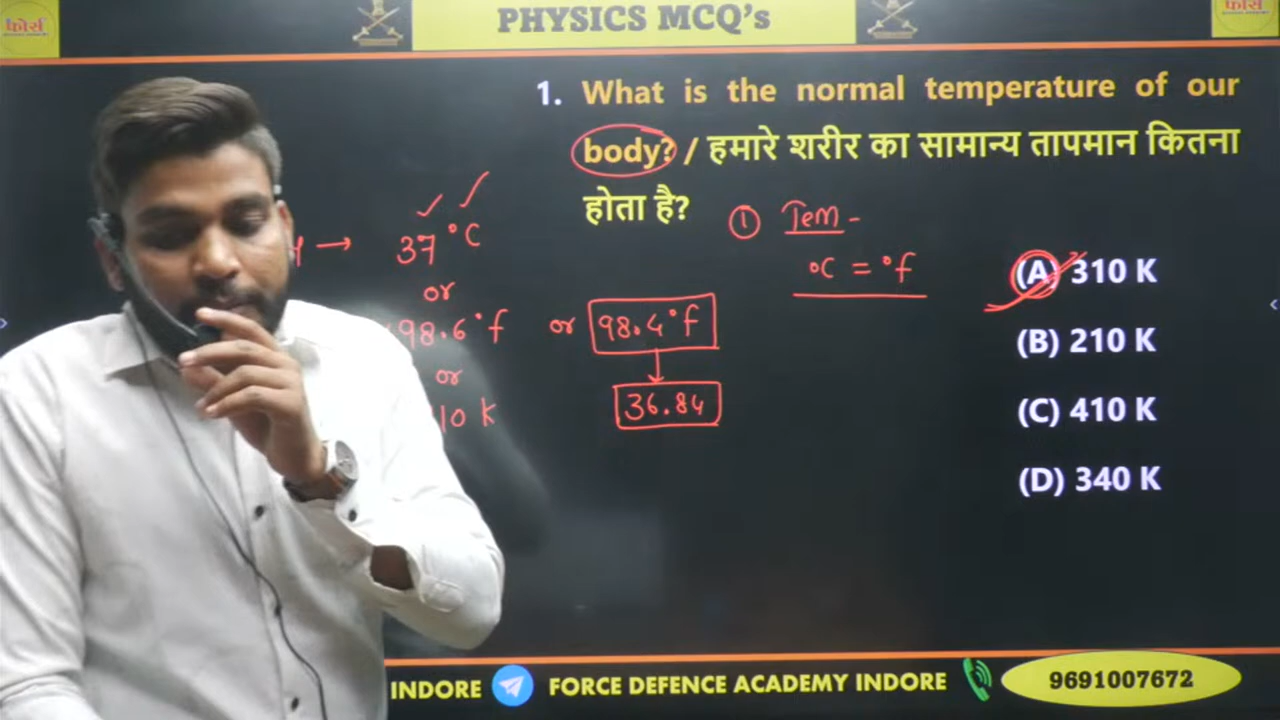 फोर्स
PHYSICS MCQ's
फोर्स
1. What is the normal temperature of our
body? / हमारे शरीर का सामान्य तापमान कितना
होता है?
① Tem -
→ 37 °C
°C = °f
or
98.6°f or 98.4°f
or
36.84
10 K
(A) 310 K
(B) 210 K
(C) 410 K
(D) 340 K
INDORE FORCE DEFENCE ACADEMY INDORE 9691007672